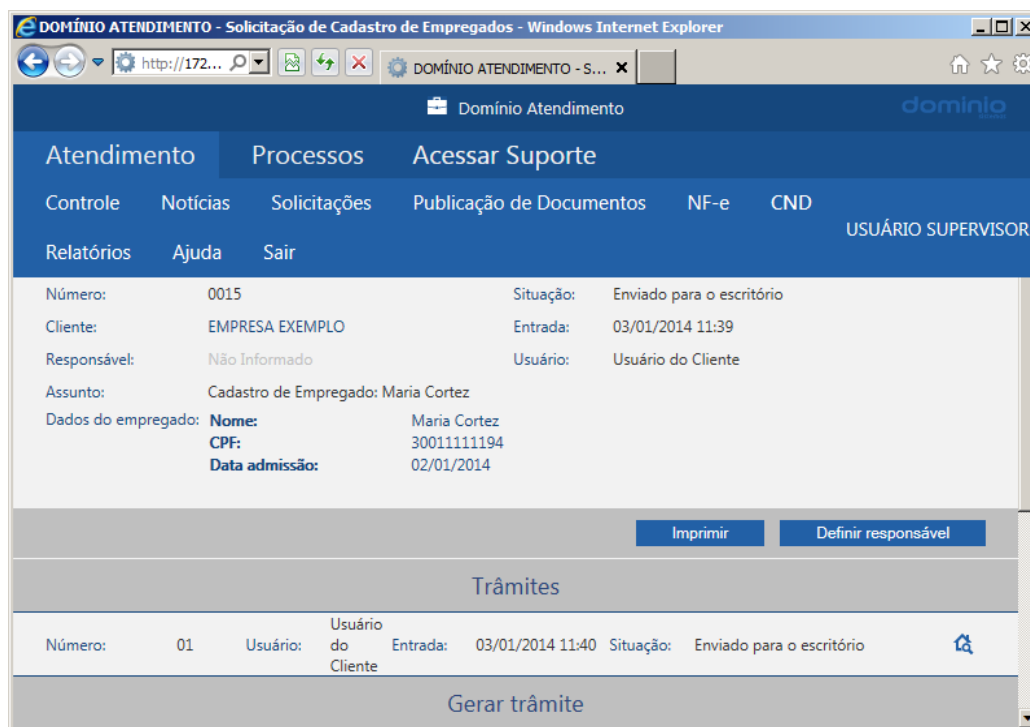 DOMÍNIO ATENDIMENTO - Solicitação de Cadastro de Empregados - Windows Internet Explorer
http://172... DOMÍNIO ATENDIMENTO - S...
Domínio Atendimento domínio
Atendimento Processos Acessar Suporte
Controle Notícias Solicitações Publicação de Documentos NF-e CND
USUÁRIO SUPERVISOR
Relatórios Ajuda Sair
Número: 0015 Situação: Enviado para o escritório
Cliente: EMPRESA EXEMPLO Entrada: 03/01/2014 11:39
Responsável: Não Informado Usuário: Usuário do Cliente
Assunto: Cadastro de Empregado: Maria Cortez
Dados do empregado: Nome: Maria Cortez
CPF: 30011111194
Data admissão: 02/01/2014
Imprimir Definir responsável
Trâmites
Número: 01 Usuário: Usuário do Cliente Entrada: 03/01/2014 11:40 Situação: Enviado para o escritório
Gerar trâmite